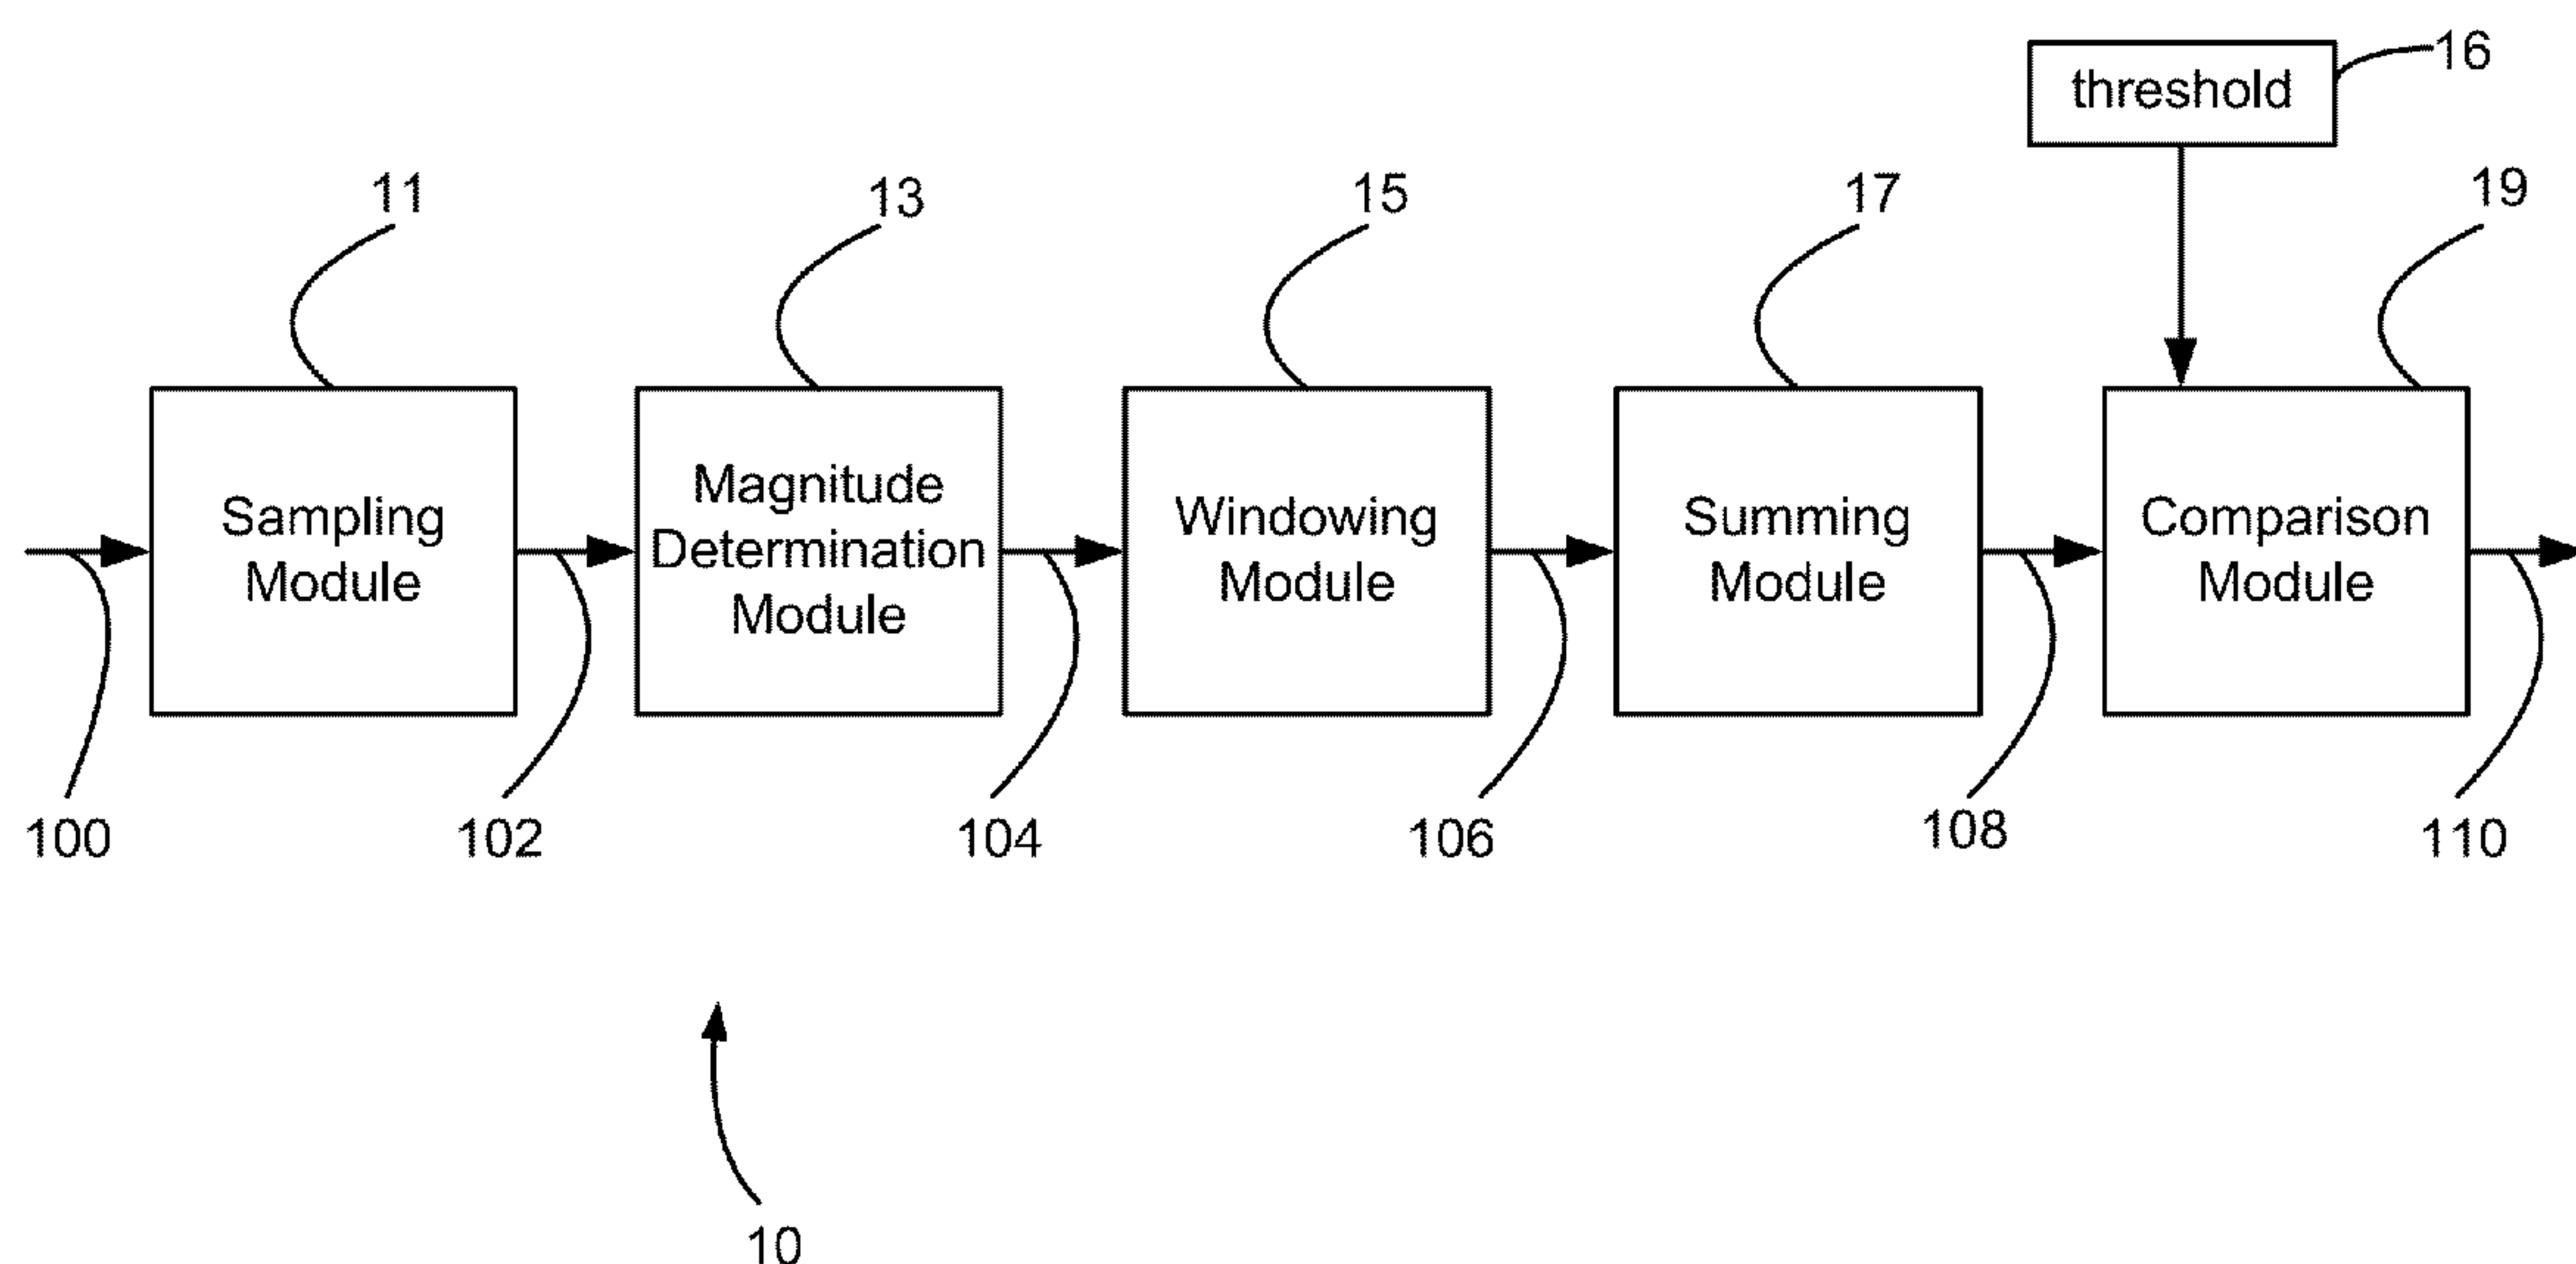 16
threshold
11
13
15
17
19
Sampling
Module
Magnitude
Determination
Module
Windowing
Module
Summing
Module
Comparison
Module
100
102
104
106
108
110
10